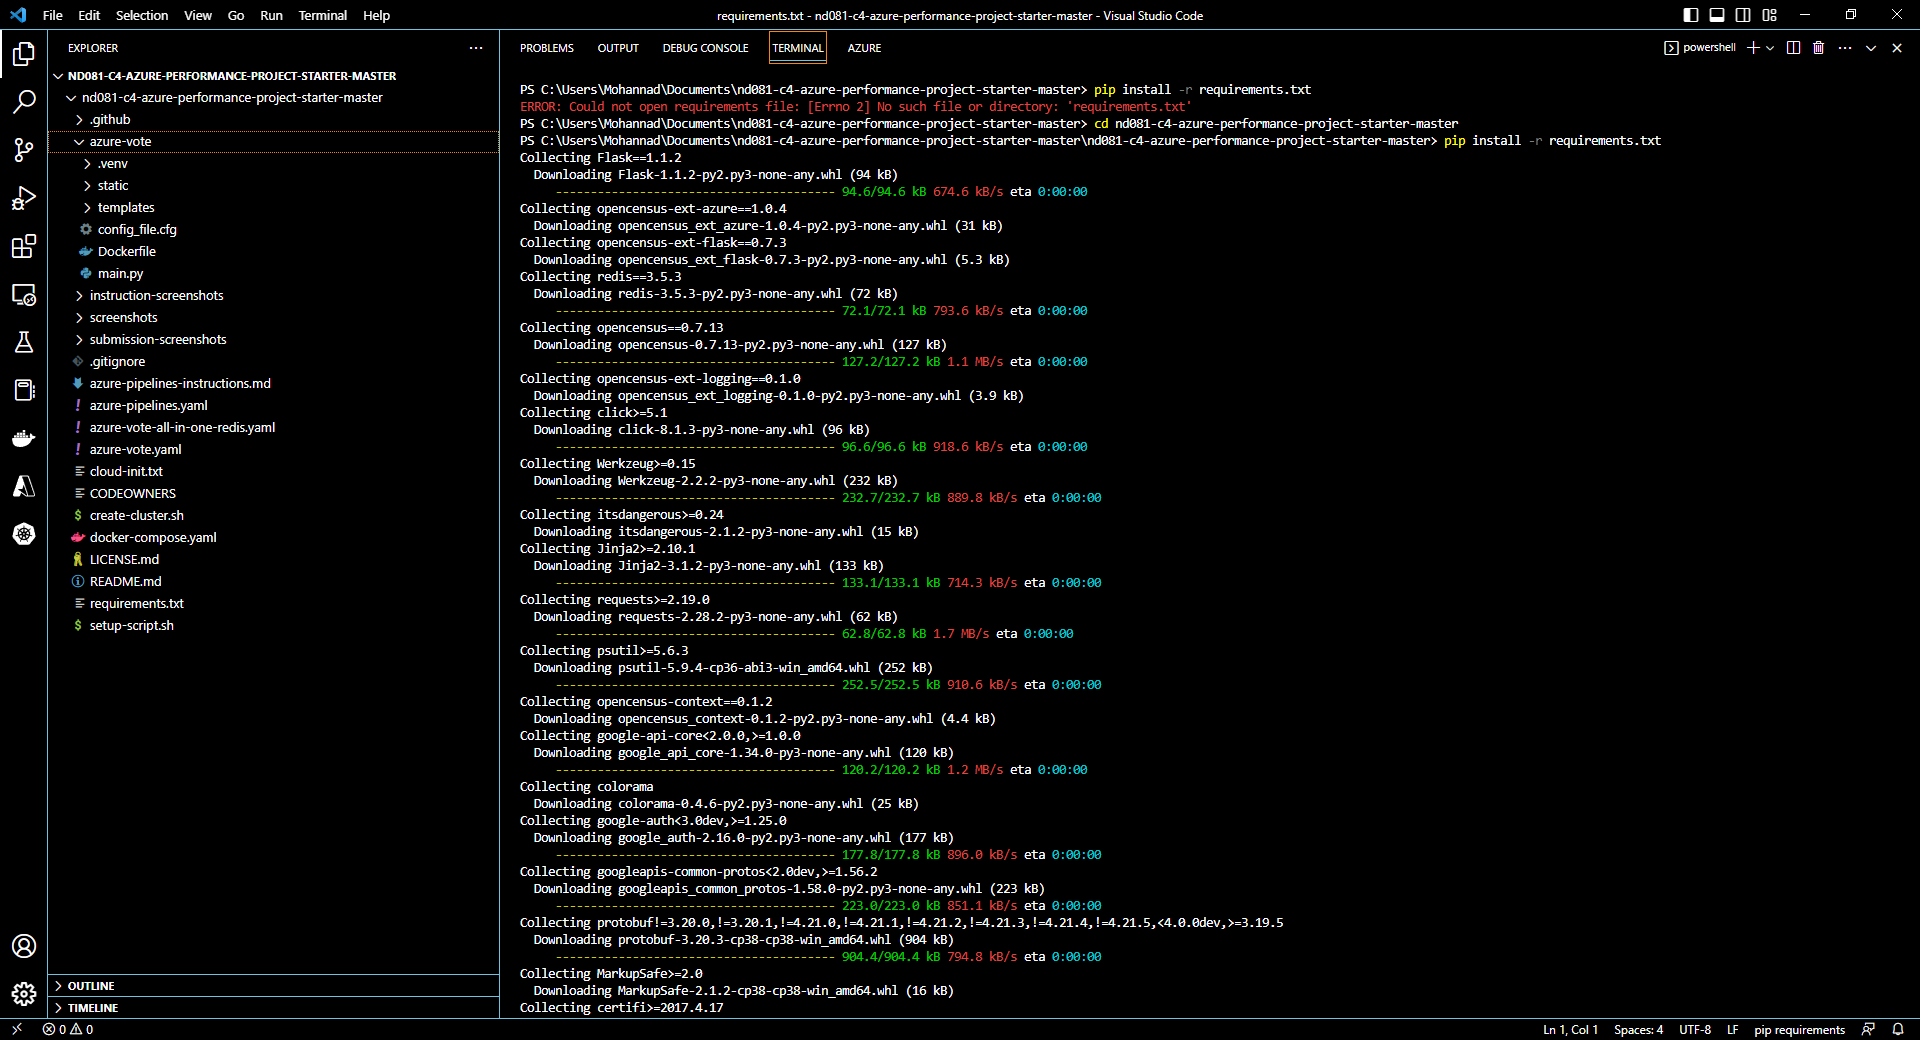 File Edit Selection View Go Run Terminal Help
requirements.txt - nd081-c4-azure-performance-project-starter-master - Visual Studio Code
EXPLORER
ND081-C4-AZURE-PERFORMANCE-PROJECT-STARTER-MASTER
nd081-c4-azure-performance-project-starter-master
.github
azure-vote
.venv
static
templates
config_file.cfg
Dockerfile
main.py
instruction-screenshots
screenshots
submission-screenshots
.gitignore
azure-pipelines-instructions.md
azure-pipelines.yaml
azure-vote-all-in-one-redis.yaml
azure-vote.yaml
cloud-init.txt
CODEOWNERS
create-cluster.sh
docker-compose.yaml
LICENSE.md
README.md
requirements.txt
setup-script.sh
OUTLINE
TIMELINE
PROBLEMS OUTPUT DEBUG CONSOLE TERMINAL AZURE
powershell
PS C:\Users\Mohannad\Documents\nd081-c4-azure-performance-project-starter-master> pip install -r requirements.txt
ERROR: Could not open requirements file: [Errno 2] No such file or directory: 'requirements.txt'
PS C:\Users\Mohannad\Documents\nd081-c4-azure-performance-project-starter-master> cd nd081-c4-azure-performance-project-starter-master
PS C:\Users\Mohannad\Documents\nd081-c4-azure-performance-project-starter-master\nd081-c4-azure-performance-project-starter-master> pip install -r requirements.txt
Collecting Flask==1.1.2
Downloading Flask-1.1.2-py2.py3-none-any.whl (94 kB)
---------------------------------------- 94.6/94.6 kB 674.6 kB/s eta 0:00:00
Collecting opencensus-ext-azure==1.0.4
Downloading opencensus_ext_azure-1.0.4-py2.py3-none-any.whl (31 kB)
Collecting opencensus-ext-flask==0.7.3
Downloading opencensus_ext_flask-0.7.3-py2.py3-none-any.whl (5.3 kB)
Collecting redis==3.5.3
Downloading redis-3.5.3-py2.py3-none-any.whl (72 kB)
---------------------------------------- 72.1/72.1 kB 793.6 kB/s eta 0:00:00
Collecting opencensus==0.7.13
Downloading opencensus-0.7.13-py2.py3-none-any.whl (127 kB)
---------------------------------------- 127.2/127.2 kB 1.1 MB/s eta 0:00:00
Collecting opencensus-ext-logging==0.1.0
Downloading opencensus_ext_logging-0.1.0-py2.py3-none-any.whl (3.9 kB)
Collecting click>=5.1
Downloading click-8.1.3-py3-none-any.whl (96 kB)
---------------------------------------- 96.6/96.6 kB 918.6 kB/s eta 0:00:00
Collecting Werkzeug>=0.15
Downloading Werkzeug-2.2.2-py3-none-any.whl (232 kB)
---------------------------------------- 232.7/232.7 kB 889.8 kB/s eta 0:00:00
Collecting itsdangerous>=0.24
Downloading itsdangerous-2.1.2-py3-none-any.whl (15 kB)
Collecting Jinja2>=2.10.1
Downloading Jinja2-3.1.2-py3-none-any.whl (133 kB)
---------------------------------------- 133.1/133.1 kB 714.3 kB/s eta 0:00:00
Collecting requests>=2.19.0
Downloading requests-2.28.2-py3-none-any.whl (62 kB)
---------------------------------------- 62.8/62.8 kB 1.7 MB/s eta 0:00:00
Collecting psutil>=5.6.3
Downloading psutil-5.9.4-cp36-abi3-win_amd64.whl (252 kB)
---------------------------------------- 252.5/252.5 kB 910.6 kB/s eta 0:00:00
Collecting opencensus-context==0.1.2
Downloading opencensus_context-0.1.2-py2.py3-none-any.whl (4.4 kB)
Collecting google-api-core<2.0.0,>=1.0.0
Downloading google_api_core-1.34.0-py3-none-any.whl (120 kB)
---------------------------------------- 120.2/120.2 kB 1.2 MB/s eta 0:00:00
Collecting colorama
Downloading colorama-0.4.6-py2.py3-none-any.whl (25 kB)
Collecting google-auth<3.0dev,>=1.25.0
Downloading google_auth-2.16.0-py2.py3-none-any.whl (177 kB)
---------------------------------------- 177.8/177.8 kB 896.0 kB/s eta 0:00:00
Collecting googleapis-common-protos<2.0dev,>=1.56.2
Downloading googleapis_common_protos-1.58.0-py2.py3-none-any.whl (223 kB)
---------------------------------------- 223.0/223.0 kB 851.1 kB/s eta 0:00:00
Collecting protobuf!=3.20.0,!=3.20.1,!=4.21.0,!=4.21.1,!=4.21.2,!=4.21.3,!=4.21.4,!=4.21.5,<4.0.0dev,>=3.19.5
Downloading protobuf-3.20.3-cp38-cp38-win_amd64.whl (904 kB)
---------------------------------------- 904.4/904.4 kB 794.8 kB/s eta 0:00:00
Collecting MarkupSafe>=2.0
Downloading MarkupSafe-2.1.2-cp38-cp38-win_amd64.whl (16 kB)
Collecting certifi>=2017.4.17
0 0
Ln 1, Col 1 Spaces: 4 UTF-8 LF pip requirements